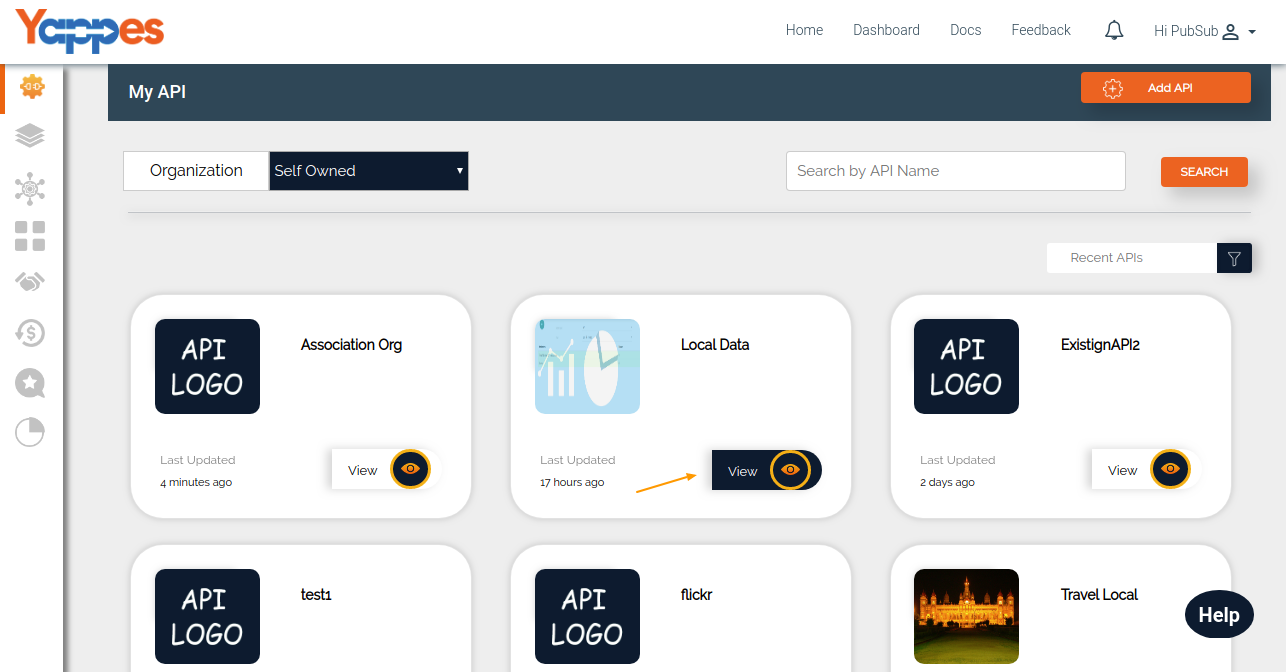 Yappes
Home Dashboard Docs Feedback Hi PubSub
My API
Add API
Organization Self Owned
Search by API Name
SEARCH
Recent APIs
API LOGO
Association Org
Last Updated
4 minutes ago
View
Local Data
Last Updated
17 hours ago
View
API LOGO
ExistignAPI2
Last Updated
2 days ago
View
API LOGO
test1
API LOGO
flickr
Travel Local
Help